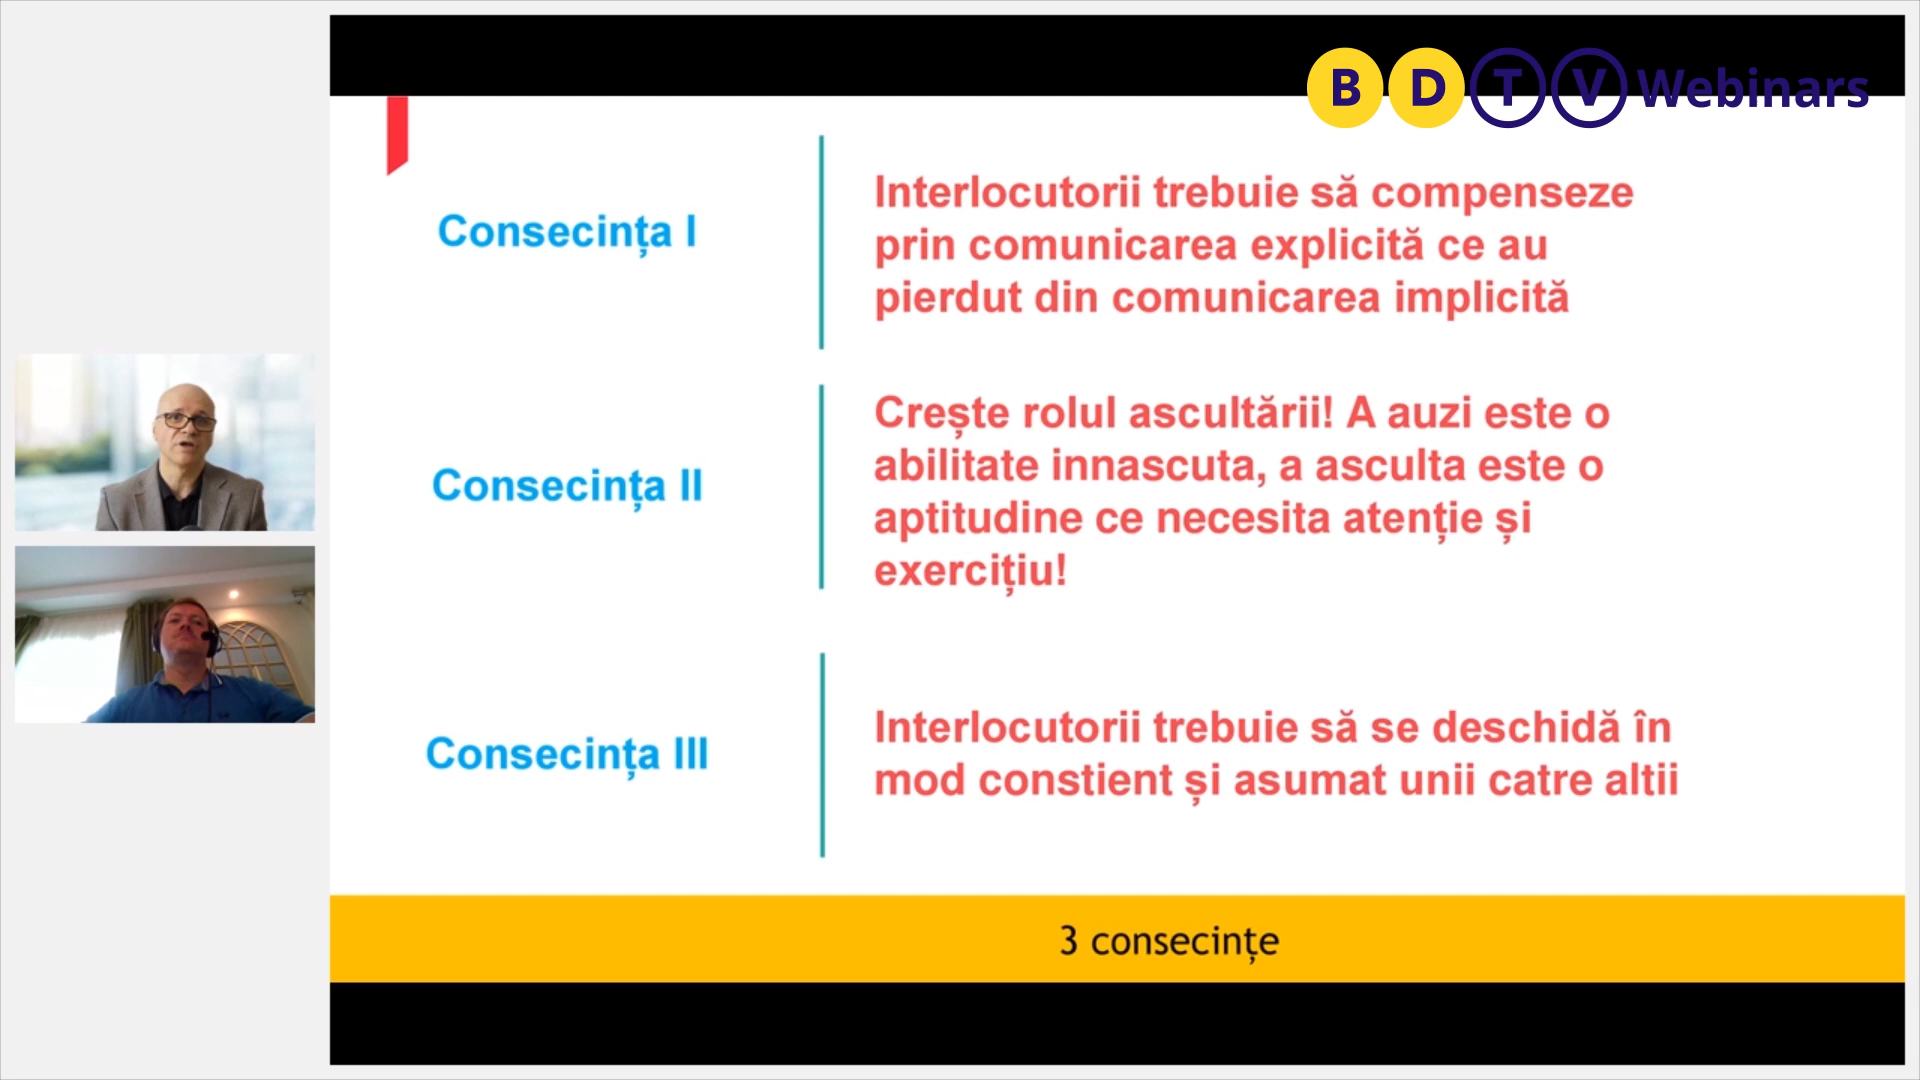 B D T V Webinars
Consecința I
Interlocutorii trebuie să compenseze
prin comunicarea explicită ce au
pierdut din comunicarea implicită
Consecința II
Crește rolul ascultării! A auzi este o
abilitate innascuta, a asculta este o
aptitudine ce necesita atenție și
exercițiu!
Consecința III
Interlocutorii trebuie să se deschidă în
mod constient și asumat unii catre altii
3 consecințe